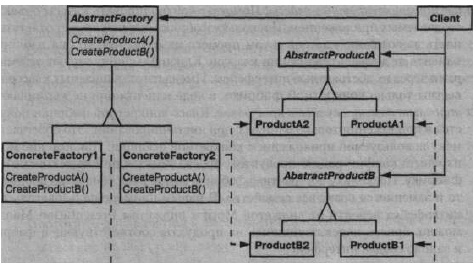 AbstractFactory
Client
CreateProductA()
CreateProductB()
AbstractProductA
ProductA2
ProductA1
ConcreteFactory1
ConcreteFactory2
CreateProductA()
CreateProductB()
CreateProductA()
CreateProductB()
AbstractProductB
ProductB2
ProductB1